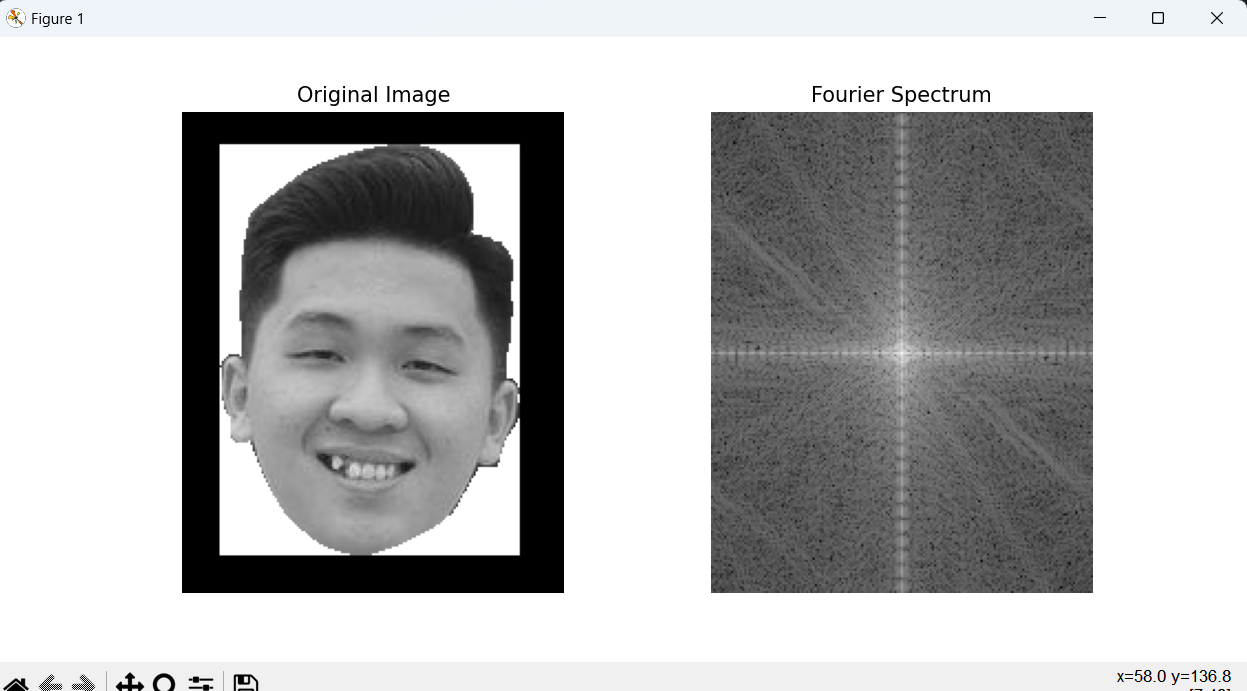 Figure 1
Original Image
Fourier Spectrum
x=58.0 y=136.8